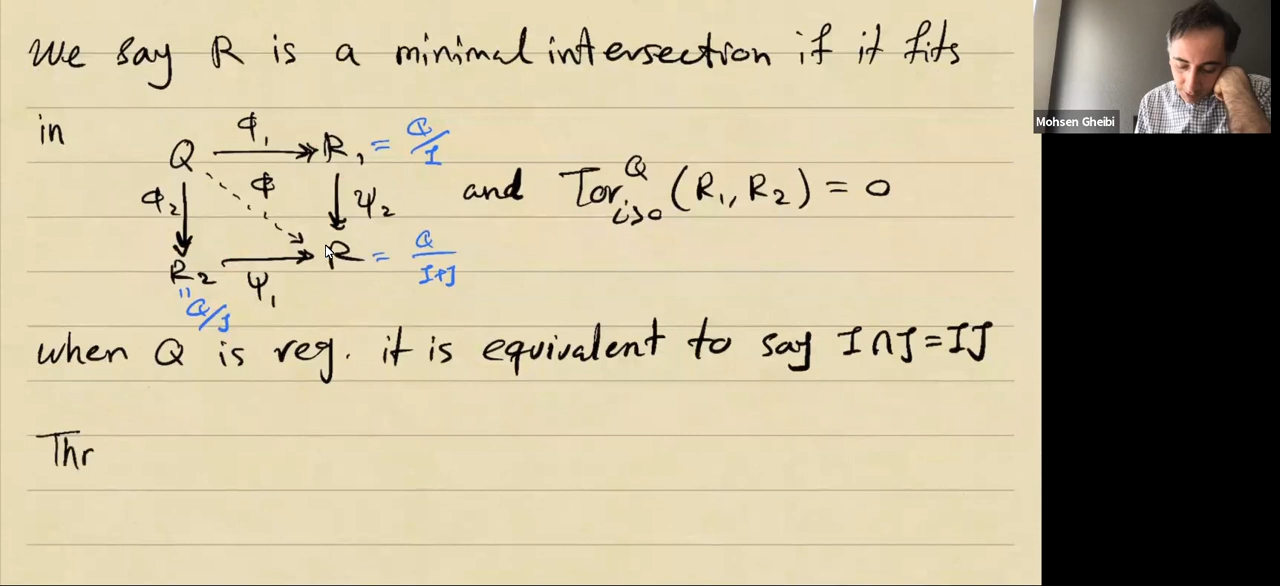 We say R is a minimal intersection if it fits
in
Q ϕ₁ R₁ = Q/I
ϕ₂ ϕ ψ₂ and Tor^Q_{i>0} (R₁, R₂) = 0
R₂ ψ₁ R = Q/(I+J)
" Q/J
when Q is reg. it is equivalent to say I∩J=IJ
Thr
Mohsen Gheibi